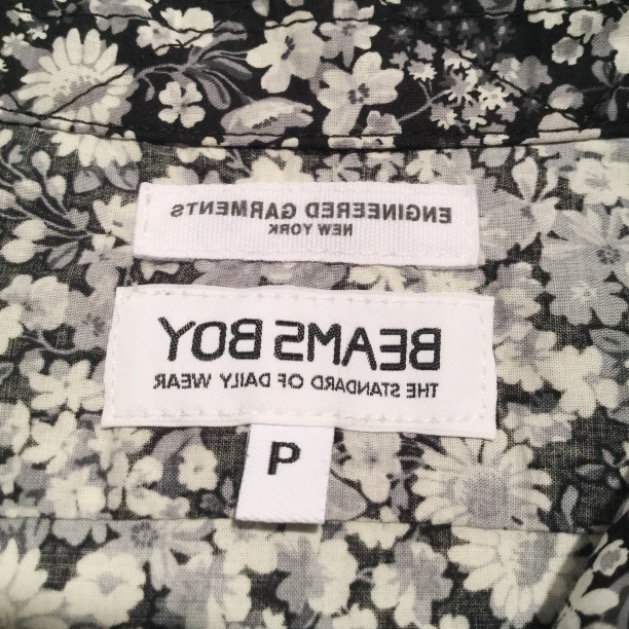 ENGINEERED GARMENTS
NEW YORK
BEAMS BOY
THE STANDARD OF DAILY WEAR
P